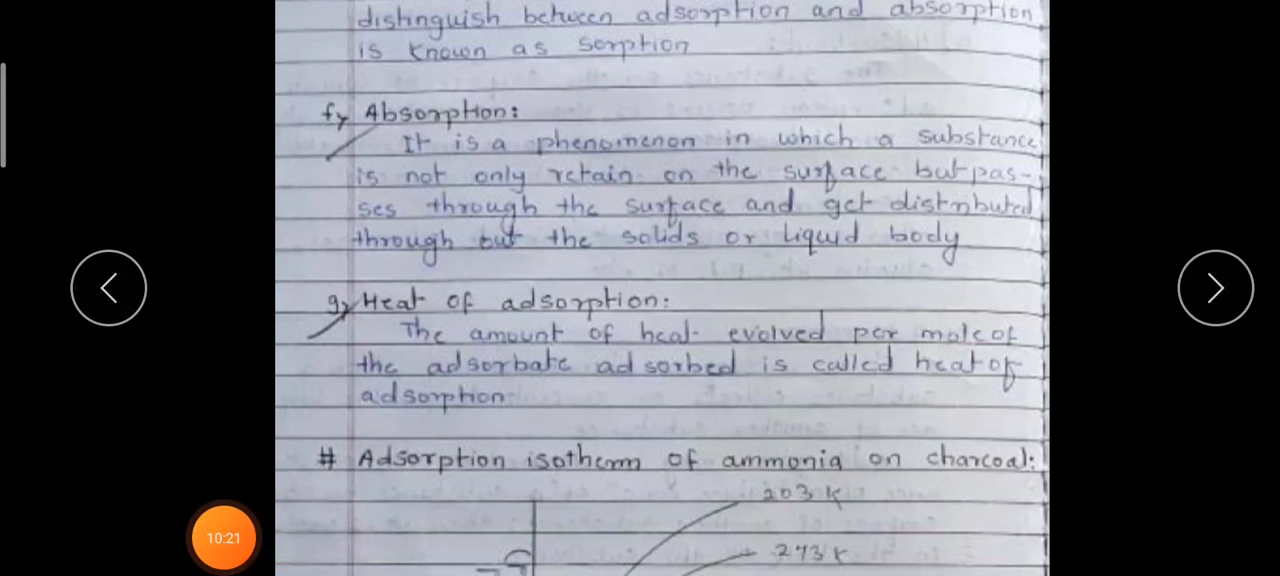 distinguish between adsorption and absorption
is known as sorption
f> Absorption:
It is a phenomenon in which a substance
is not only retain on the surface but pas-
ses through the surface and get distributed
through out the solids or liquid body
g> Heat of adsorption:
The amount of heat evolved per mole of
the adsorbate adsorbed is called heat of
adsorption
# Adsorption isotherm of ammonia on charcoal:
203 K
273 K
10:21